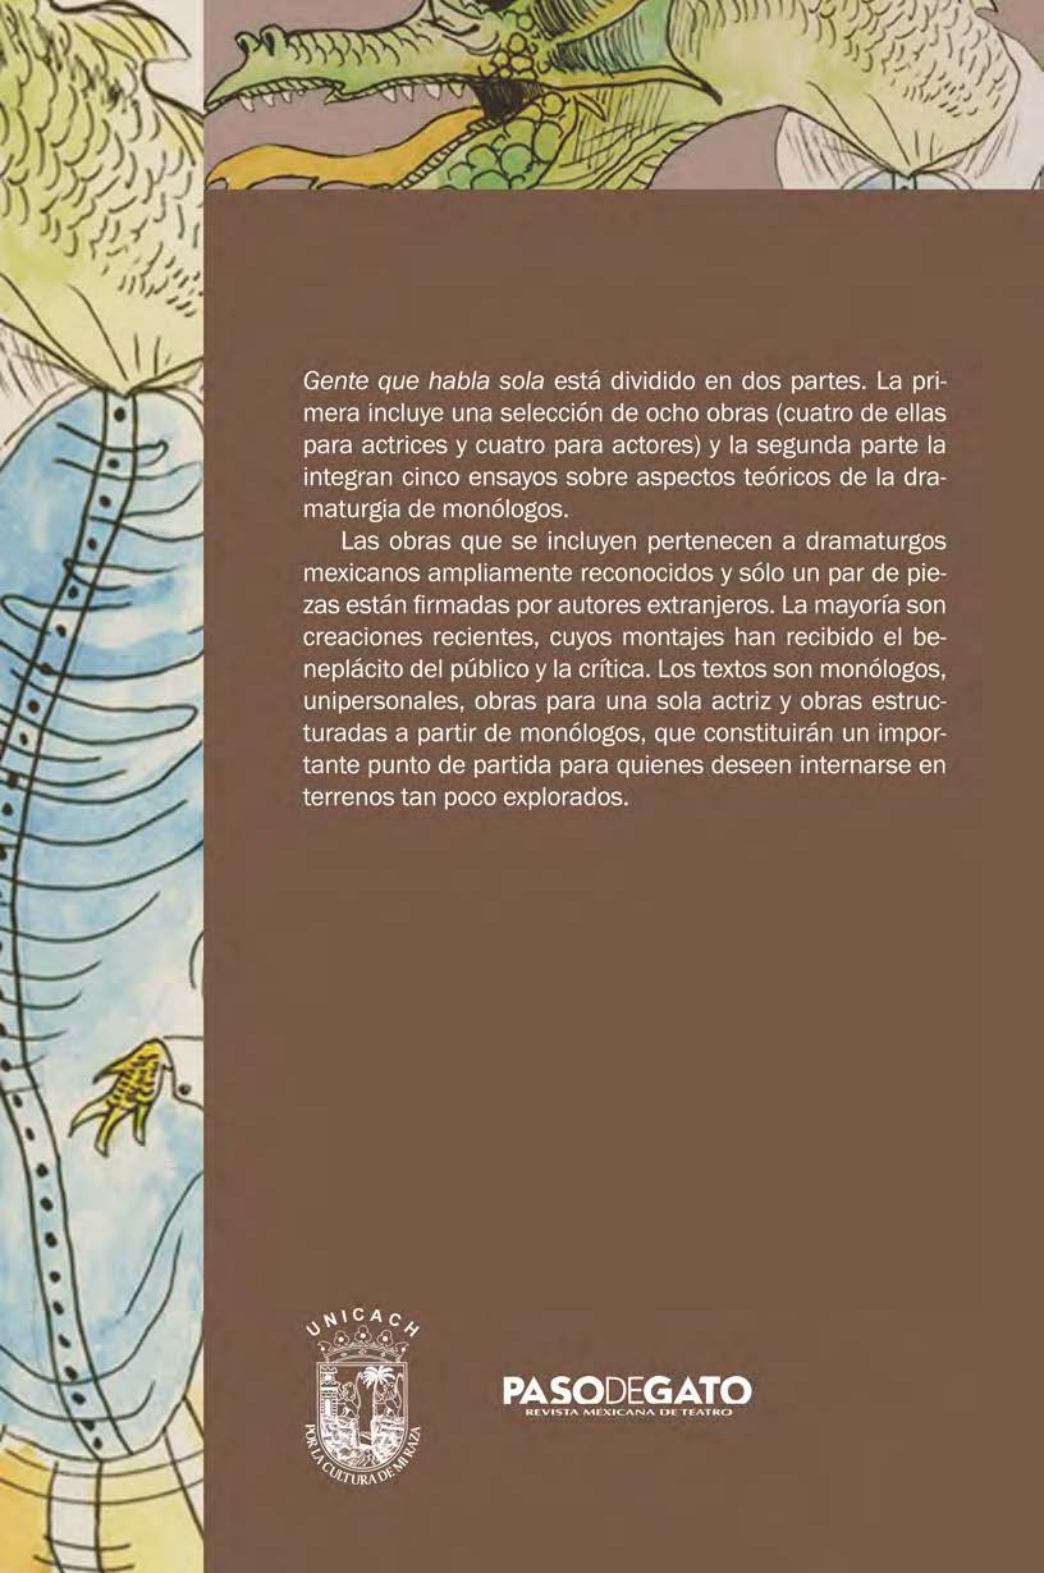 Gente que habla sola está dividido en dos partes. La pri-
mera incluye una selección de ocho obras (cuatro de ellas
para actrices y cuatro para actores) y la segunda parte la
integran cinco ensayos sobre aspectos teóricos de la dra-
maturgia de monólogos.
Las obras que se incluyen pertenecen a dramaturgos
mexicanos ampliamente reconocidos y sólo un par de pie-
zas están firmadas por autores extranjeros. La mayoría son
creaciones recientes, cuyos montajes han recibido el be-
neplácito del público y la crítica. Los textos son monólogos,
unipersonales, obras para una sola actriz y obras estruc-
turadas a partir de monólogos, que constituirán un impor-
tante punto de partida para quienes deseen internarse en
terrenos tan poco explorados.
UNICACH
POR LA CULTURA DE MI RAZA
PASODEGATO
REVISTA MEXICANA DE TEATRO